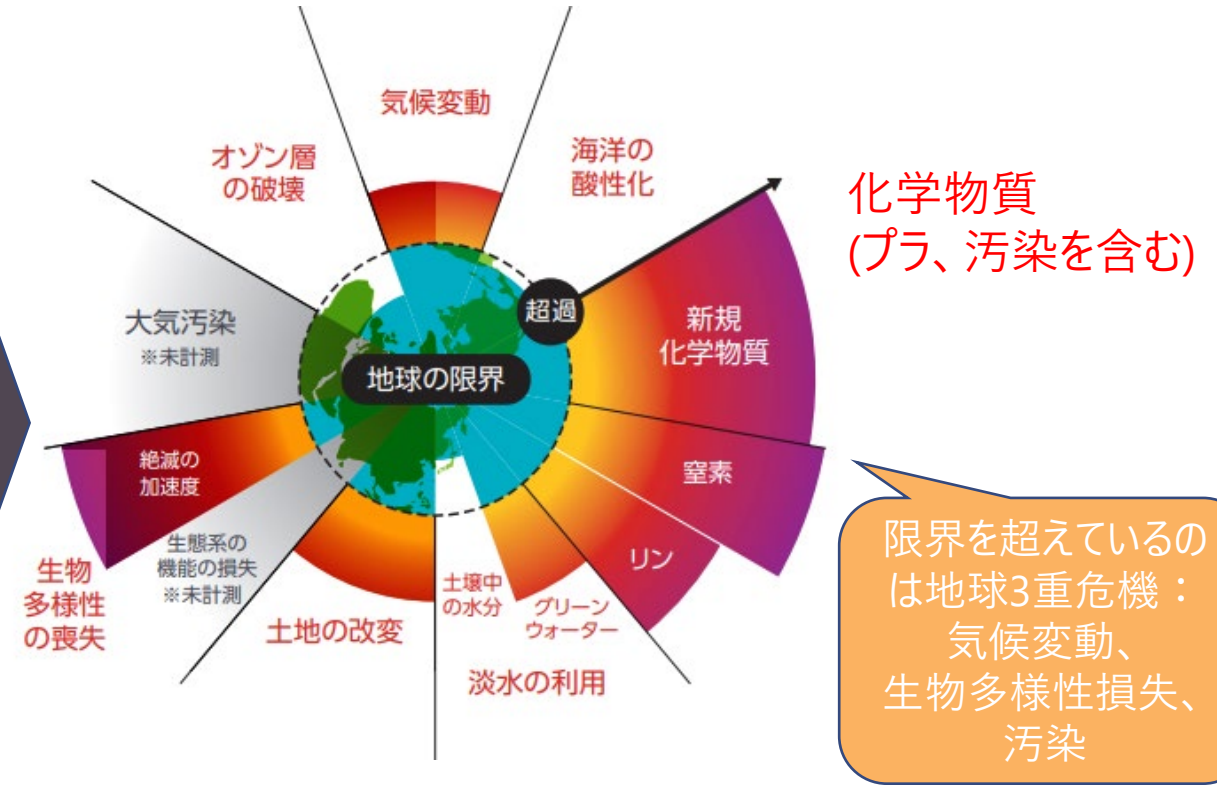 気候変動
オゾン層
の破壊
海洋の
酸性化
化学物質
(プラ、汚染を含む)
超過
大気汚染
※未計測
新規
化学物質
地球の限界
絶滅の
加速度
窒素
生態系の
機能の損失
※未計測
リン
生物
多様性
の喪失
土壌中
の水分
グリーン
ウォーター
土地の改変
淡水の利用
限界を超えているの
は地球3重危機：
気候変動、
生物多様性損失、
汚染